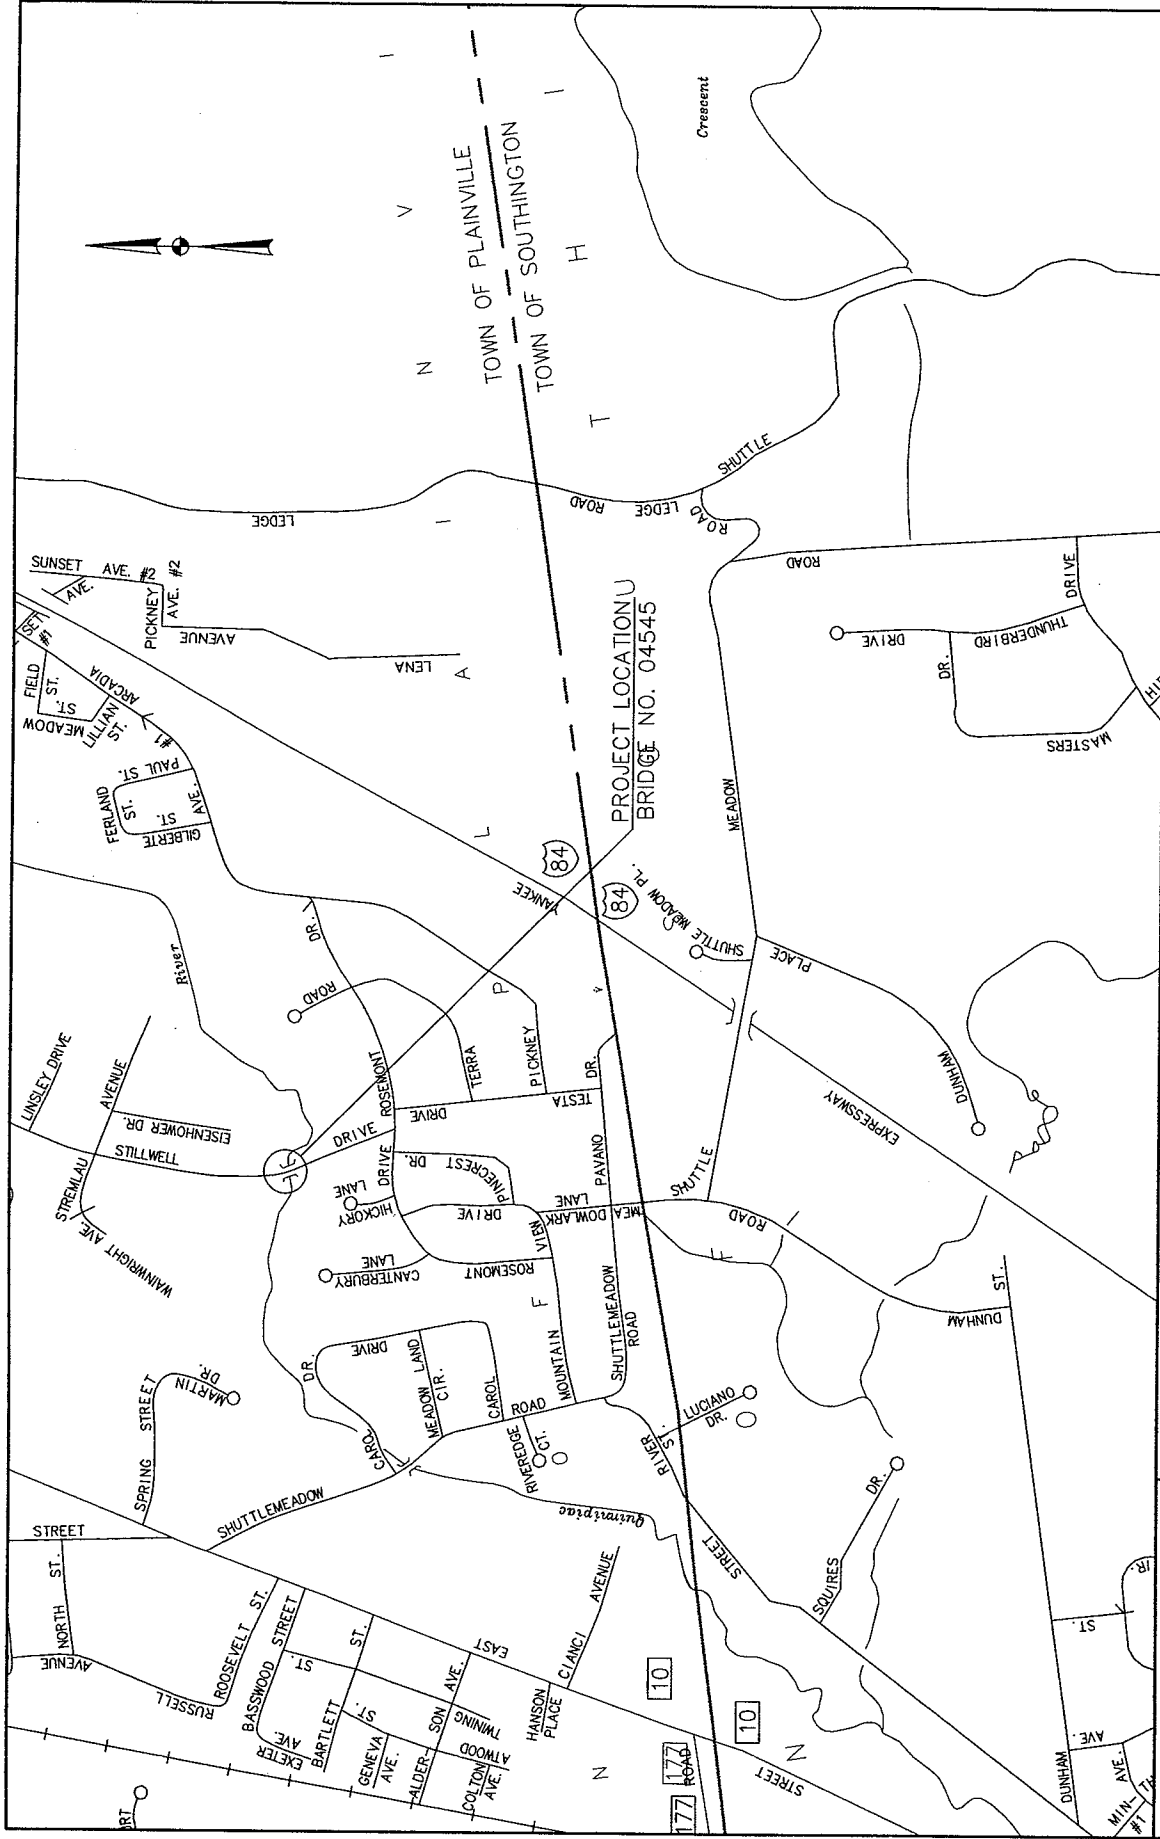 TOWN OF PLAINVILLE
TOWN OF SOUTHINGTON
PROJECT LOCATION
BRIDGE NO. 04545
Crescent
LEDGE
ROAD
LEDGE
ROAD
SHUTTLE
ROAD
SUNSET AVE. #2
AVE.
PICKNEY
AVE. #2
AVENUE
LENA
#1
FIELD
ST.
MEADOW
ST.
LILLIAN
ST.
ARCADIA
#1
PAUL ST.
FERLAND
ST.
GILBERTE
ST.
AVE.
River
DR.
ROAD
ROSEMONT
TERRA
PICKNEY
DRIVE
TESTA
DR.
YANKEE
84
84
SHUTTLE MEADOW PL.
MEADOW
ROAD
DRIVE
THUNDERBIRD
DRIVE
DR.
MASTERS
PLACE
DUNHAM
EXPRESSWAY
LINSLEY DRIVE
AVENUE
EISENHOWER DR.
STILLWELL
STREMLAU
WAINWRIGHT AVE.
DRIVE
DRIVE
HICKORY
LANE
PINECREST
DR.
DRIVE
CANTERBURY
LANE
ROSEMONT
VIEW
MOUNTAIN
MEADOWLARK
LANE
PAVANO
SHUTTLEMEADOW
ROAD
SHUTTLE
ROAD
DUNHAM
ST.
SPRING STREET
MARTIN
DR.
DR.
DRIVE
CAROL
MEADOW LAND
CIR.
CAROL
ROAD
RIVEREDGE
CT.
SHUTTLEMEADOW
Quinnipiac
RIVER
ST.
LUCIANO
DR.
STREET
SQUIRES
DR.
STREET
NORTH ST.
AVENUE
RUSSELL
ROOSEVELT ST.
BASSWOOD STREET
EXETER
AVE.
BARTLETT
ST.
ST.
GENEVA
AVE.
ST.
ALDER-
SON
AVE.
TWINING
ATWOOD
COLTON
AVE.
EAST
HANSON
PLACE
CIANCI
AVENUE
10
10
177
177
ROAD
STREET
DUNHAM
AVE.
AVE.
MIN-
#1
ST.
P L A I N V I
N F T H I